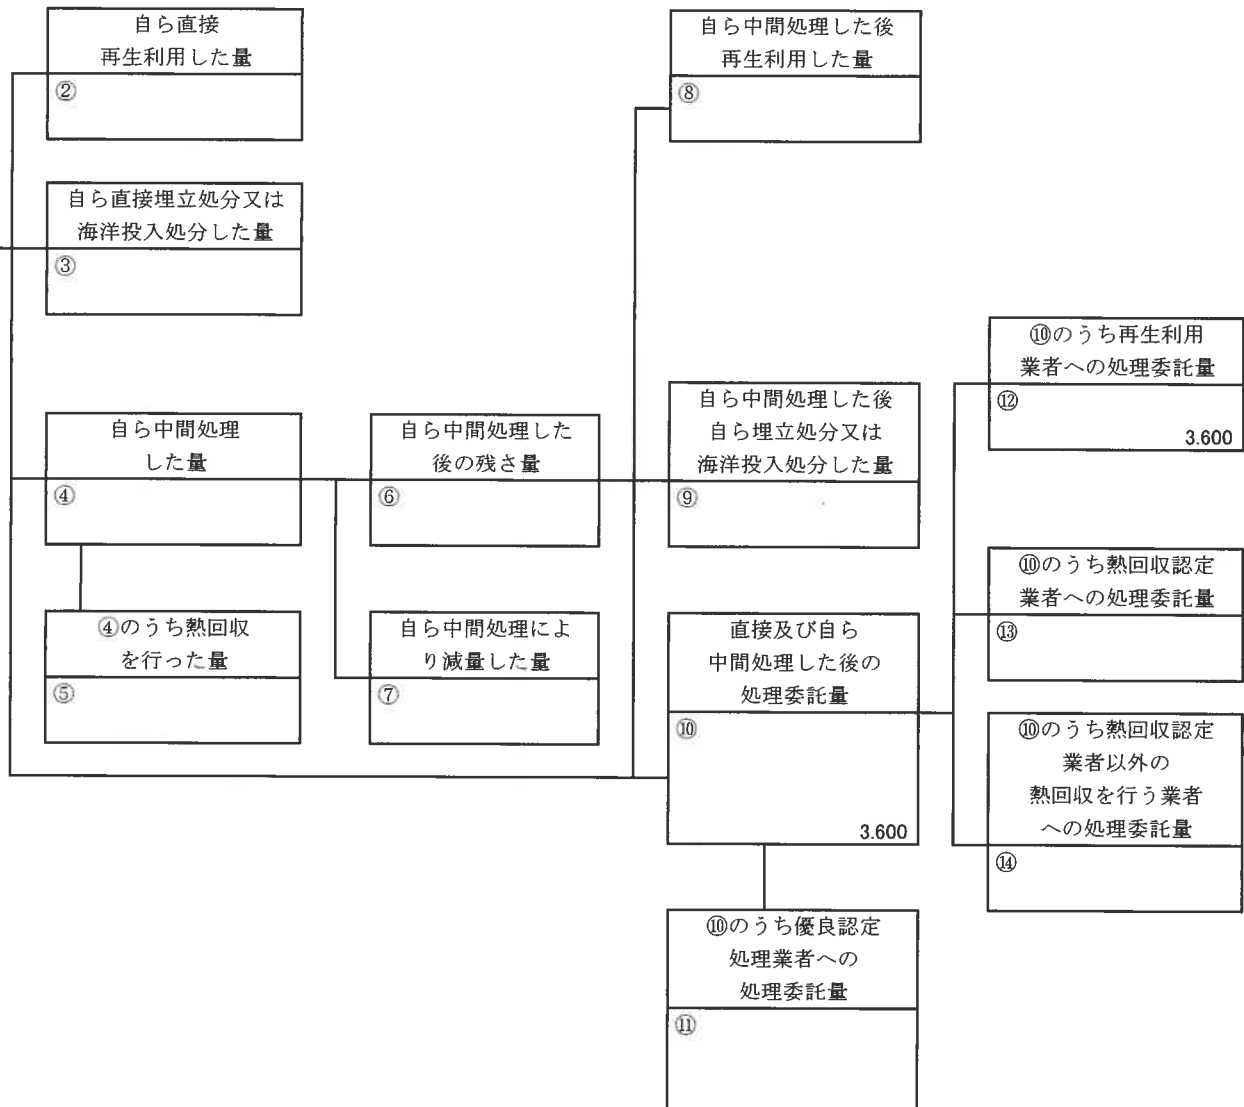 自ら直接
再生利用した量
②
自ら中間処理した後
再生利用した量
⑧
自ら直接埋立処分又は
海洋投入処分した量
③
⑩のうち再生利用
業者への処理委託量
⑫
3.600
自ら中間処理
した量
④
自ら中間処理した
後の残さ量
⑥
自ら中間処理した後
自ら埋立処分又は
海洋投入処分した量
⑨
⑩のうち熱回収認定
業者への処理委託量
⑬
④のうち熱回収
を行った量
⑤
自ら中間処理によ
り減量した量
⑦
直接及び自ら
中間処理した後の
処理委託量
⑩
3.600
⑩のうち熱回収認定
業者以外の
熱回収を行う業者
への処理委託量
⑭
⑩のうち優良認定
処理業者への
処理委託量
⑪